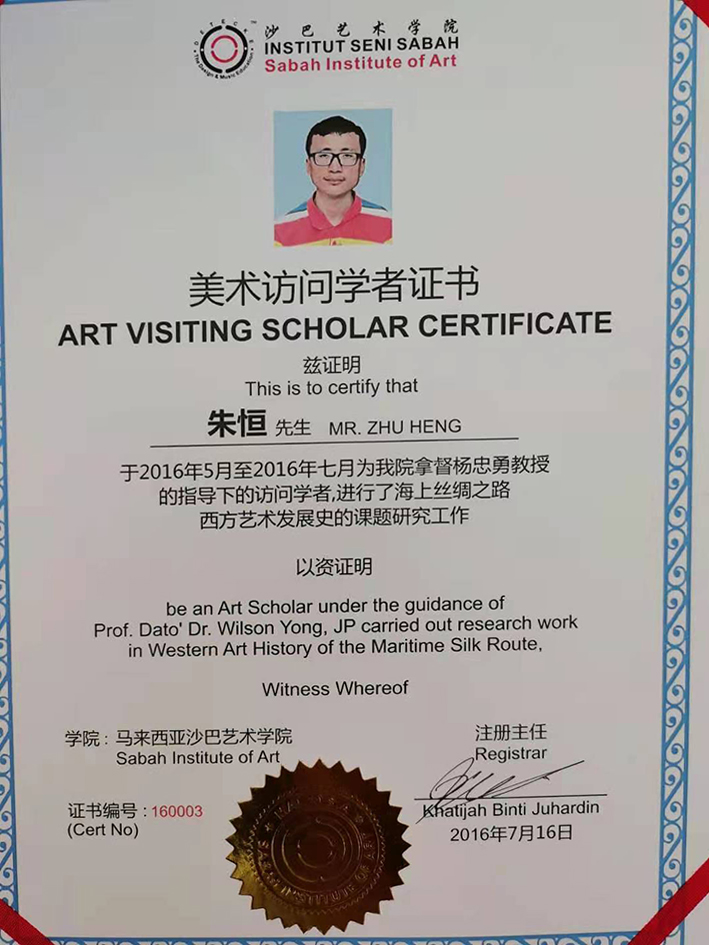 沙巴艺术学院
INSTITUT SENI SABAH
Sabah Institute of Art
美术访问学者证书
ART VISITING SCHOLAR CERTIFICATE
兹证明
This is to certify that
朱恒 先生 MR. ZHU HENG
于2016年5月至2016年七月为我院拿督杨忠勇教授
的指导下的访问学者,进行了海上丝绸之路
西方艺术发展史的课题研究工作
以资证明
be an Art Scholar under the guidance of
Prof. Dato' Dr. Wilson Yong, JP carried out research work
in Western Art History of the Maritime Silk Route,
Witness Whereof
学院 : 马来西亚沙巴艺术学院
Sabah Institute of Art
证书编号 : 160003
(Cert No)
注册主任
Registrar
Khatijah Binti Juhardin
2016年7月16日